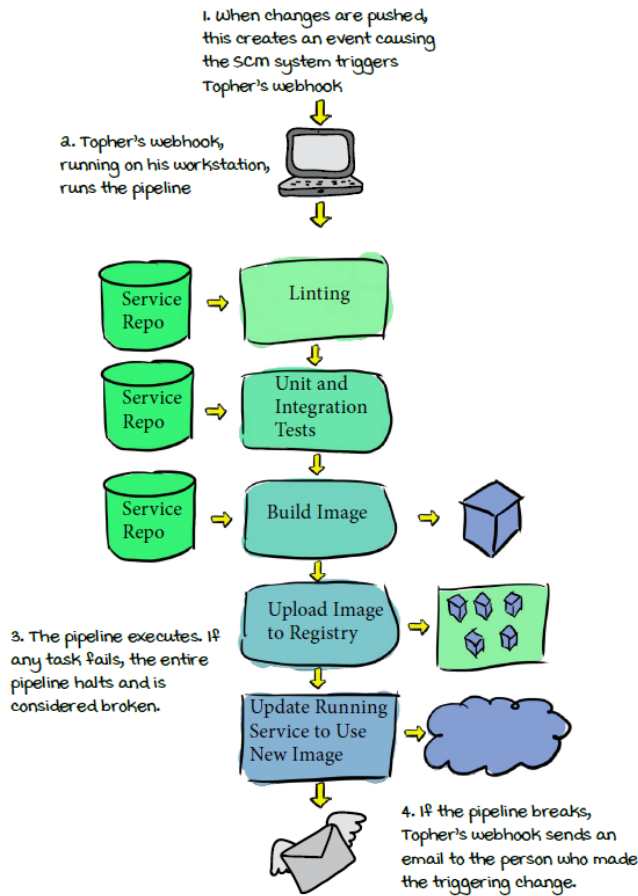 1. When changes are pushed,
this creates an event causing
the SCM system triggers
Topher's webhook
2. Topher's webhook,
running on his workstation,
runs the pipeline
Service
Repo
Linting
Service
Repo
Unit and
Integration
Tests
Service
Repo
Build Image
Upload Image
to Registry
3. The pipeline executes. If
any task fails, the entire
pipeline halts and is
considered broken.
Update Running
Service to Use
New Image
4. If the pipeline breaks,
Topher's webhook sends an
email to the person who made
the triggering change.